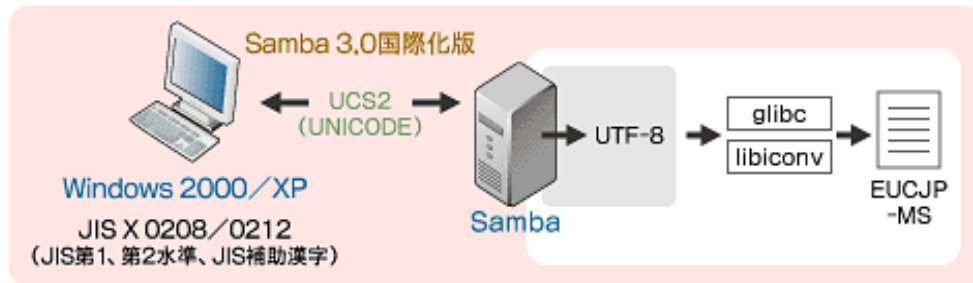 Samba 3.0国際化版
UCS2
(UNICODE)
Windows 2000／XP
JIS X 0208／0212
（JIS第1、第2水準、JIS補助漢字）
Samba
UTF-8
glibc
libiconv
EUCJP
-MS